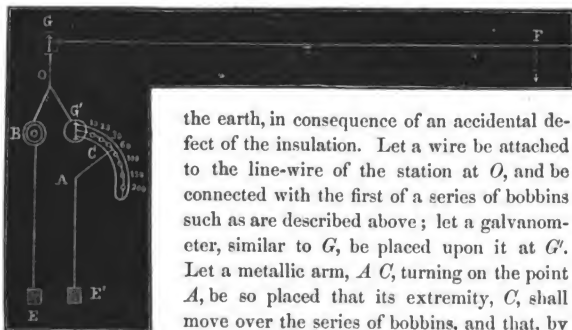 G
F
O
G'
B
C
A
E
E'
the earth, in consequence of an accidental de-
fect of the insulation. Let a wire be attached
to the line-wire of the station at O, and be
connected with the first of a series of bobbins
such as are described above; let a galvanom-
eter, similar to G, be placed upon it at G'.
Let a metallic arm, A C, turning on the point
A, be so placed that its extremity, C, shall
move over the series of bobbins, and that, by